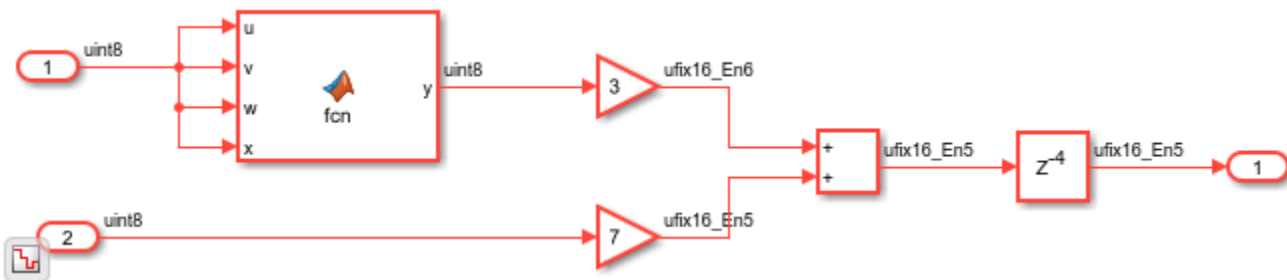 1
uint8
u
v
w
x
fcn
y
uint8
3
ufix16_En6
+
+
ufix16_En5
Z-4
ufix16_En5
1
2
uint8
7
ufix16_En5